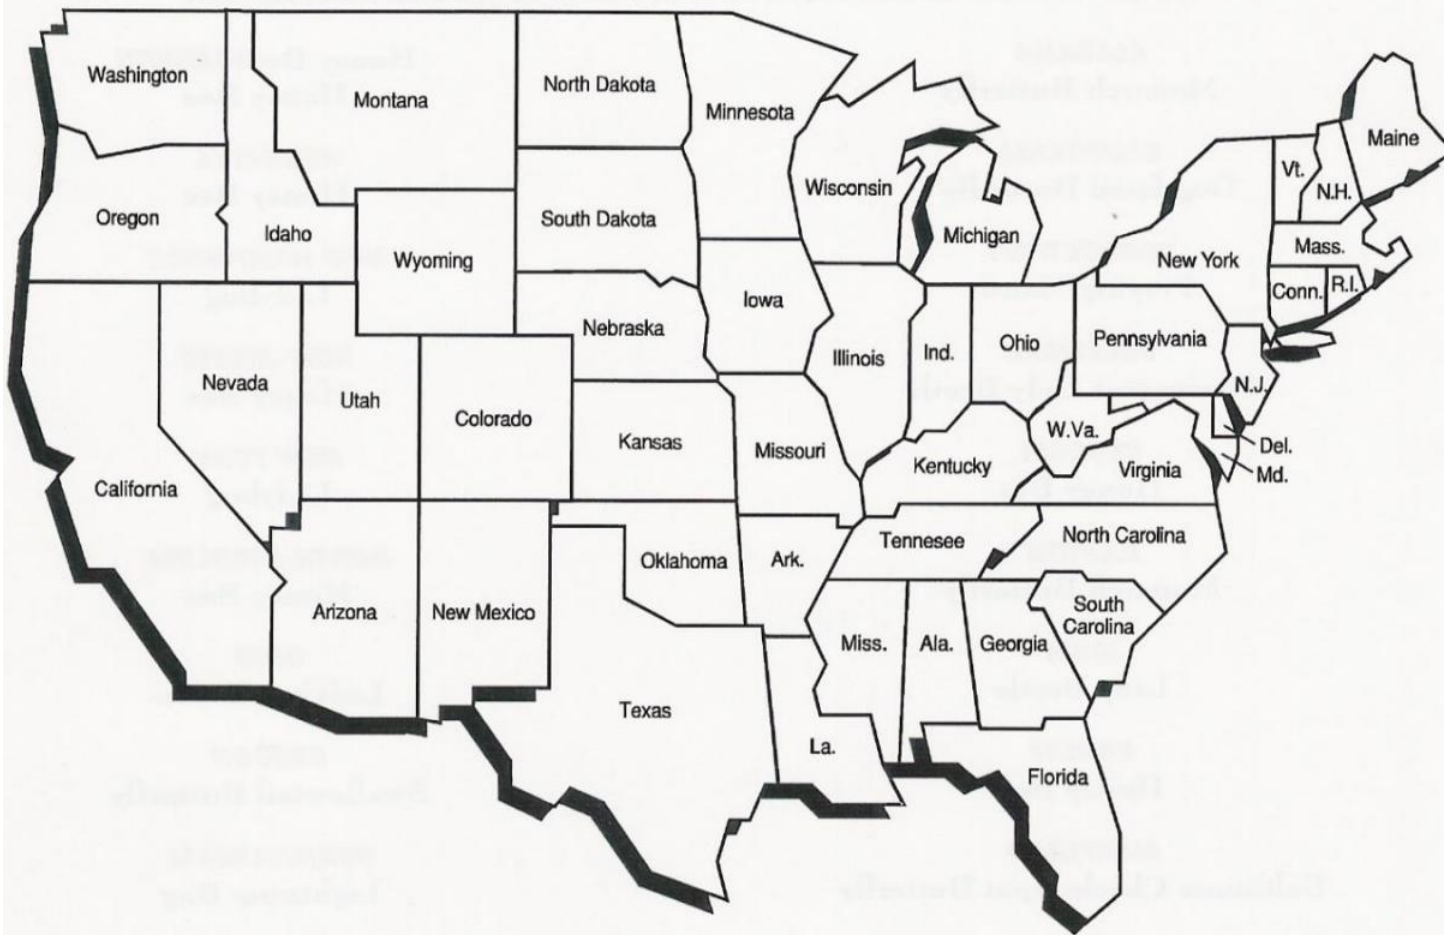 Washington
Montana
North Dakota
Minnesota
Maine
Vt.
N.H.
Wisconsin
Oregon
Idaho
South Dakota
Michigan
Mass.
Wyoming
New York
Conn.
R.I.
Iowa
Nebraska
Ohio
Pennsylvania
Illinois
Ind.
Nevada
N.J.
Utah
Colorado
Kansas
Missouri
W.Va.
Del.
Kentucky
Virginia
Md.
California
North Carolina
Tennesee
Oklahoma
Ark.
Arizona
New Mexico
South
Carolina
Miss.
Ala.
Georgia
Texas
La.
Florida